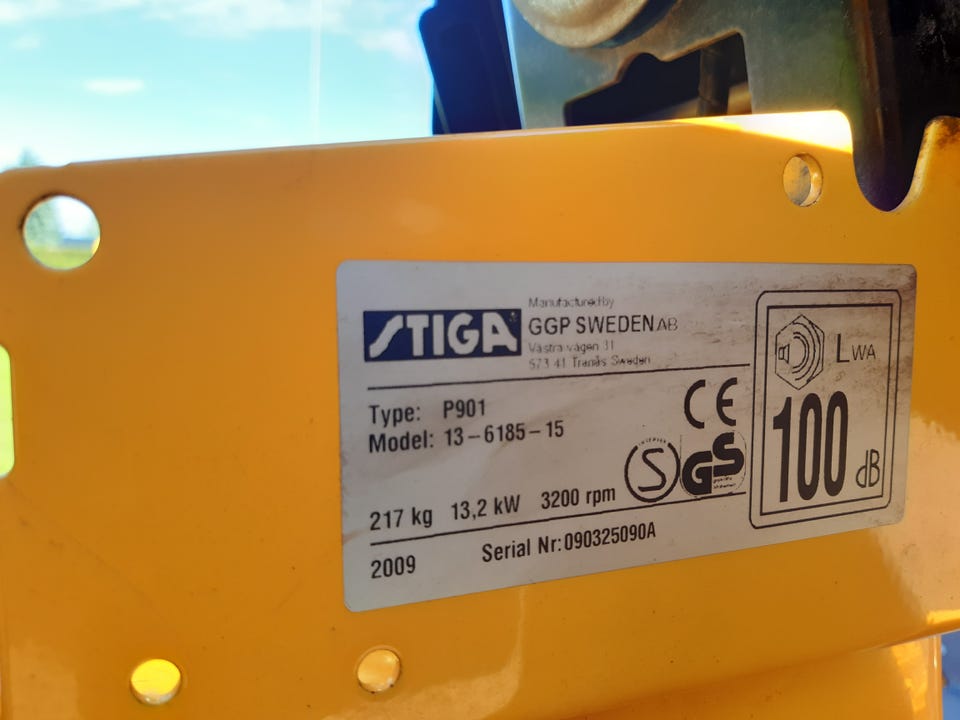 STIGA
Manufactured by
GGP SWEDEN AB
Västra vägen 31
573 41 Tranås Sweden
Type: P901
Model: 13-6185-15
CE
S
GS
217 kg 13,2 kW 3200 rpm
2009 Serial Nr: 090325090A
LWA
100 dB